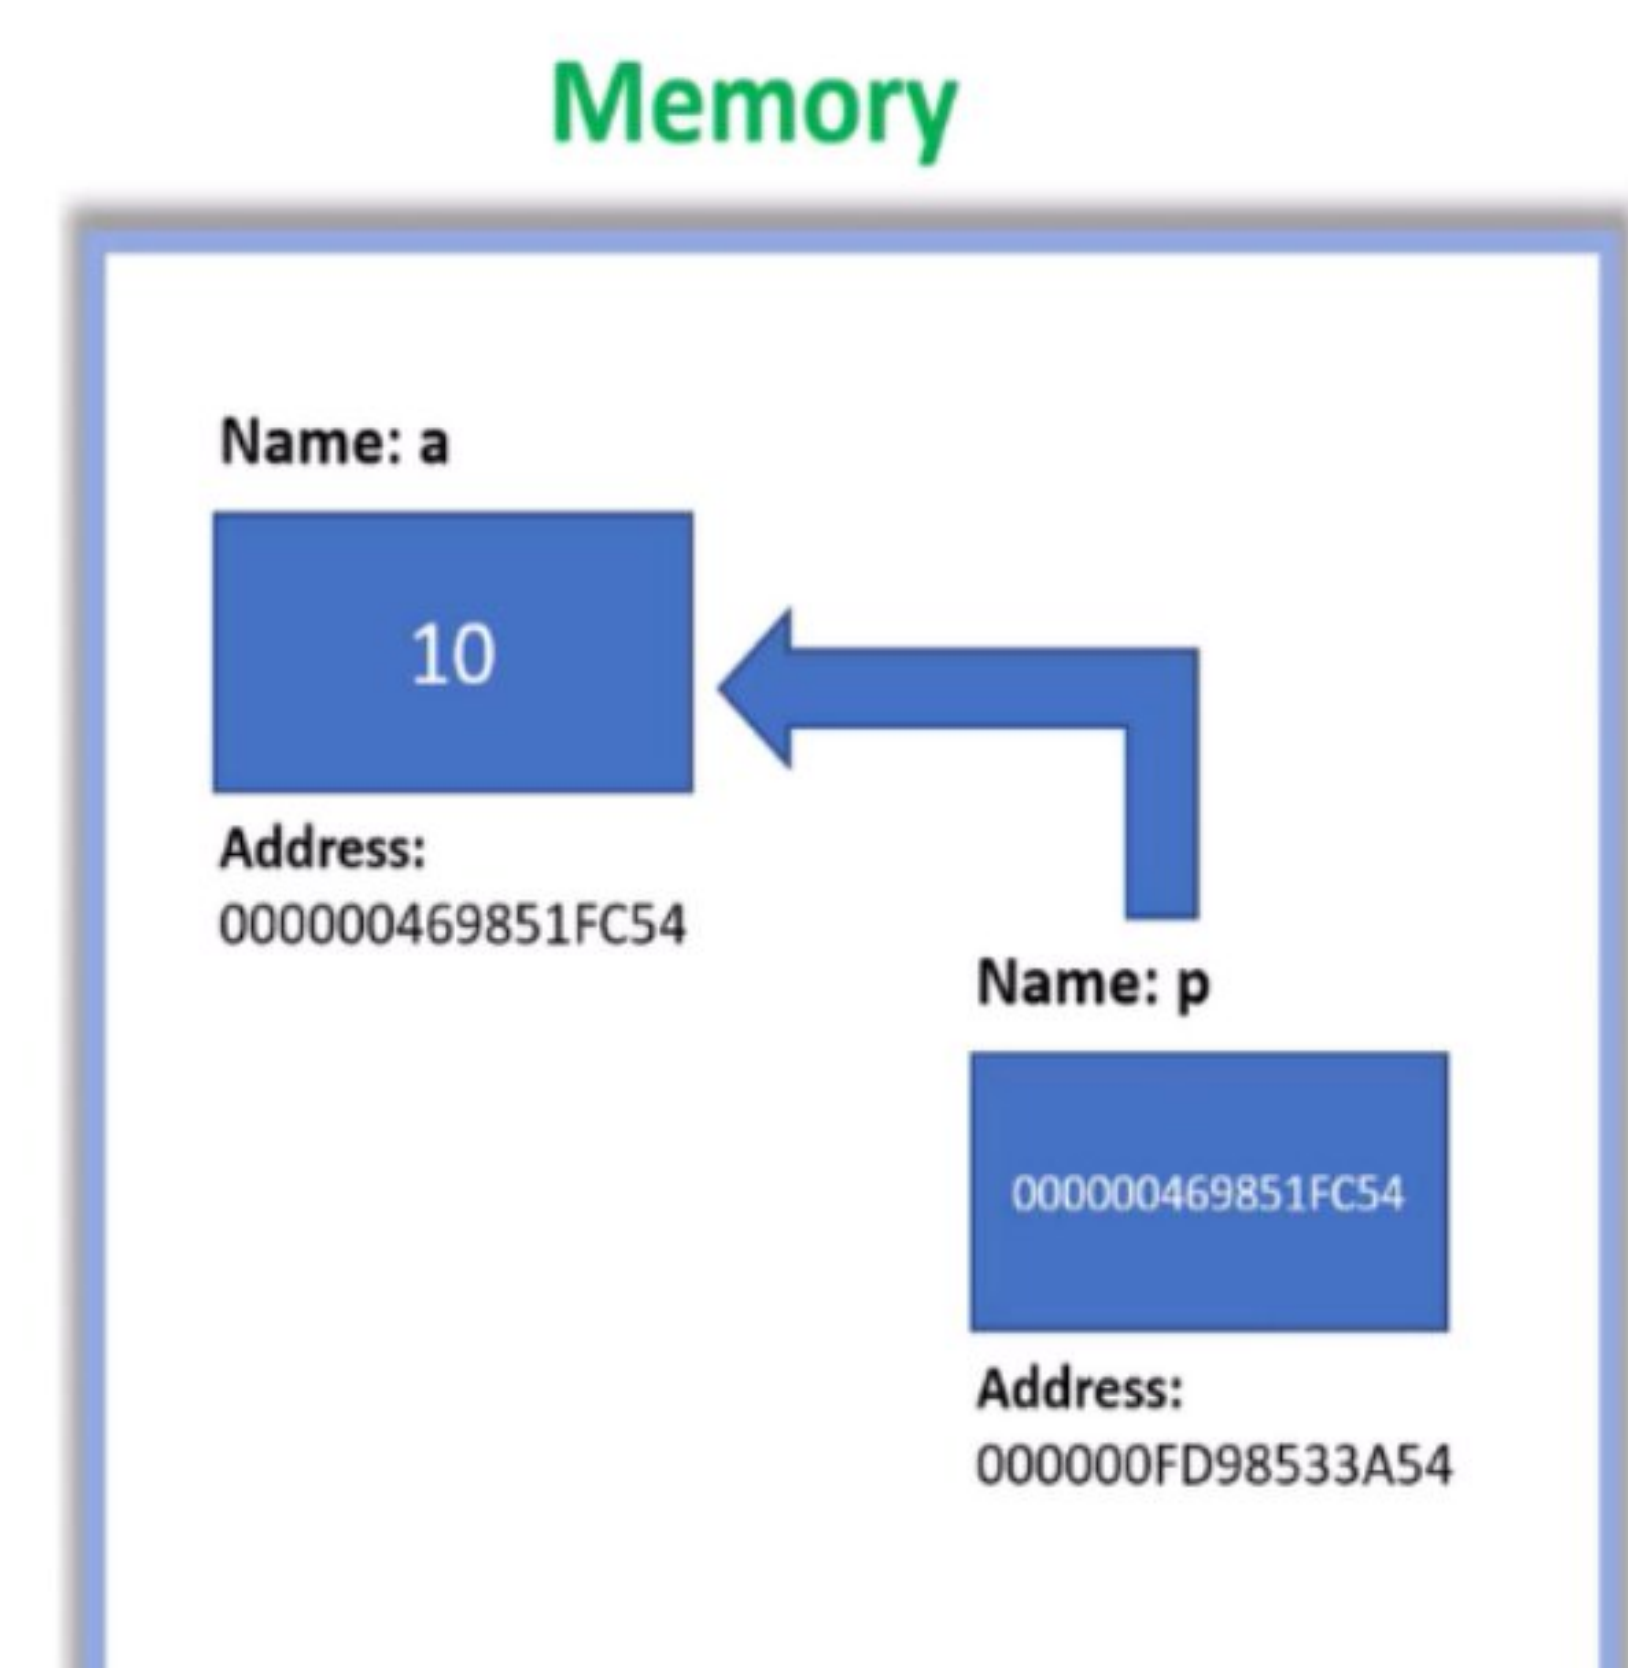 Memory
Name: a
10
Address:
000000469851FC54
Name: p
000000469851FC54
Address:
000000FD98533A54